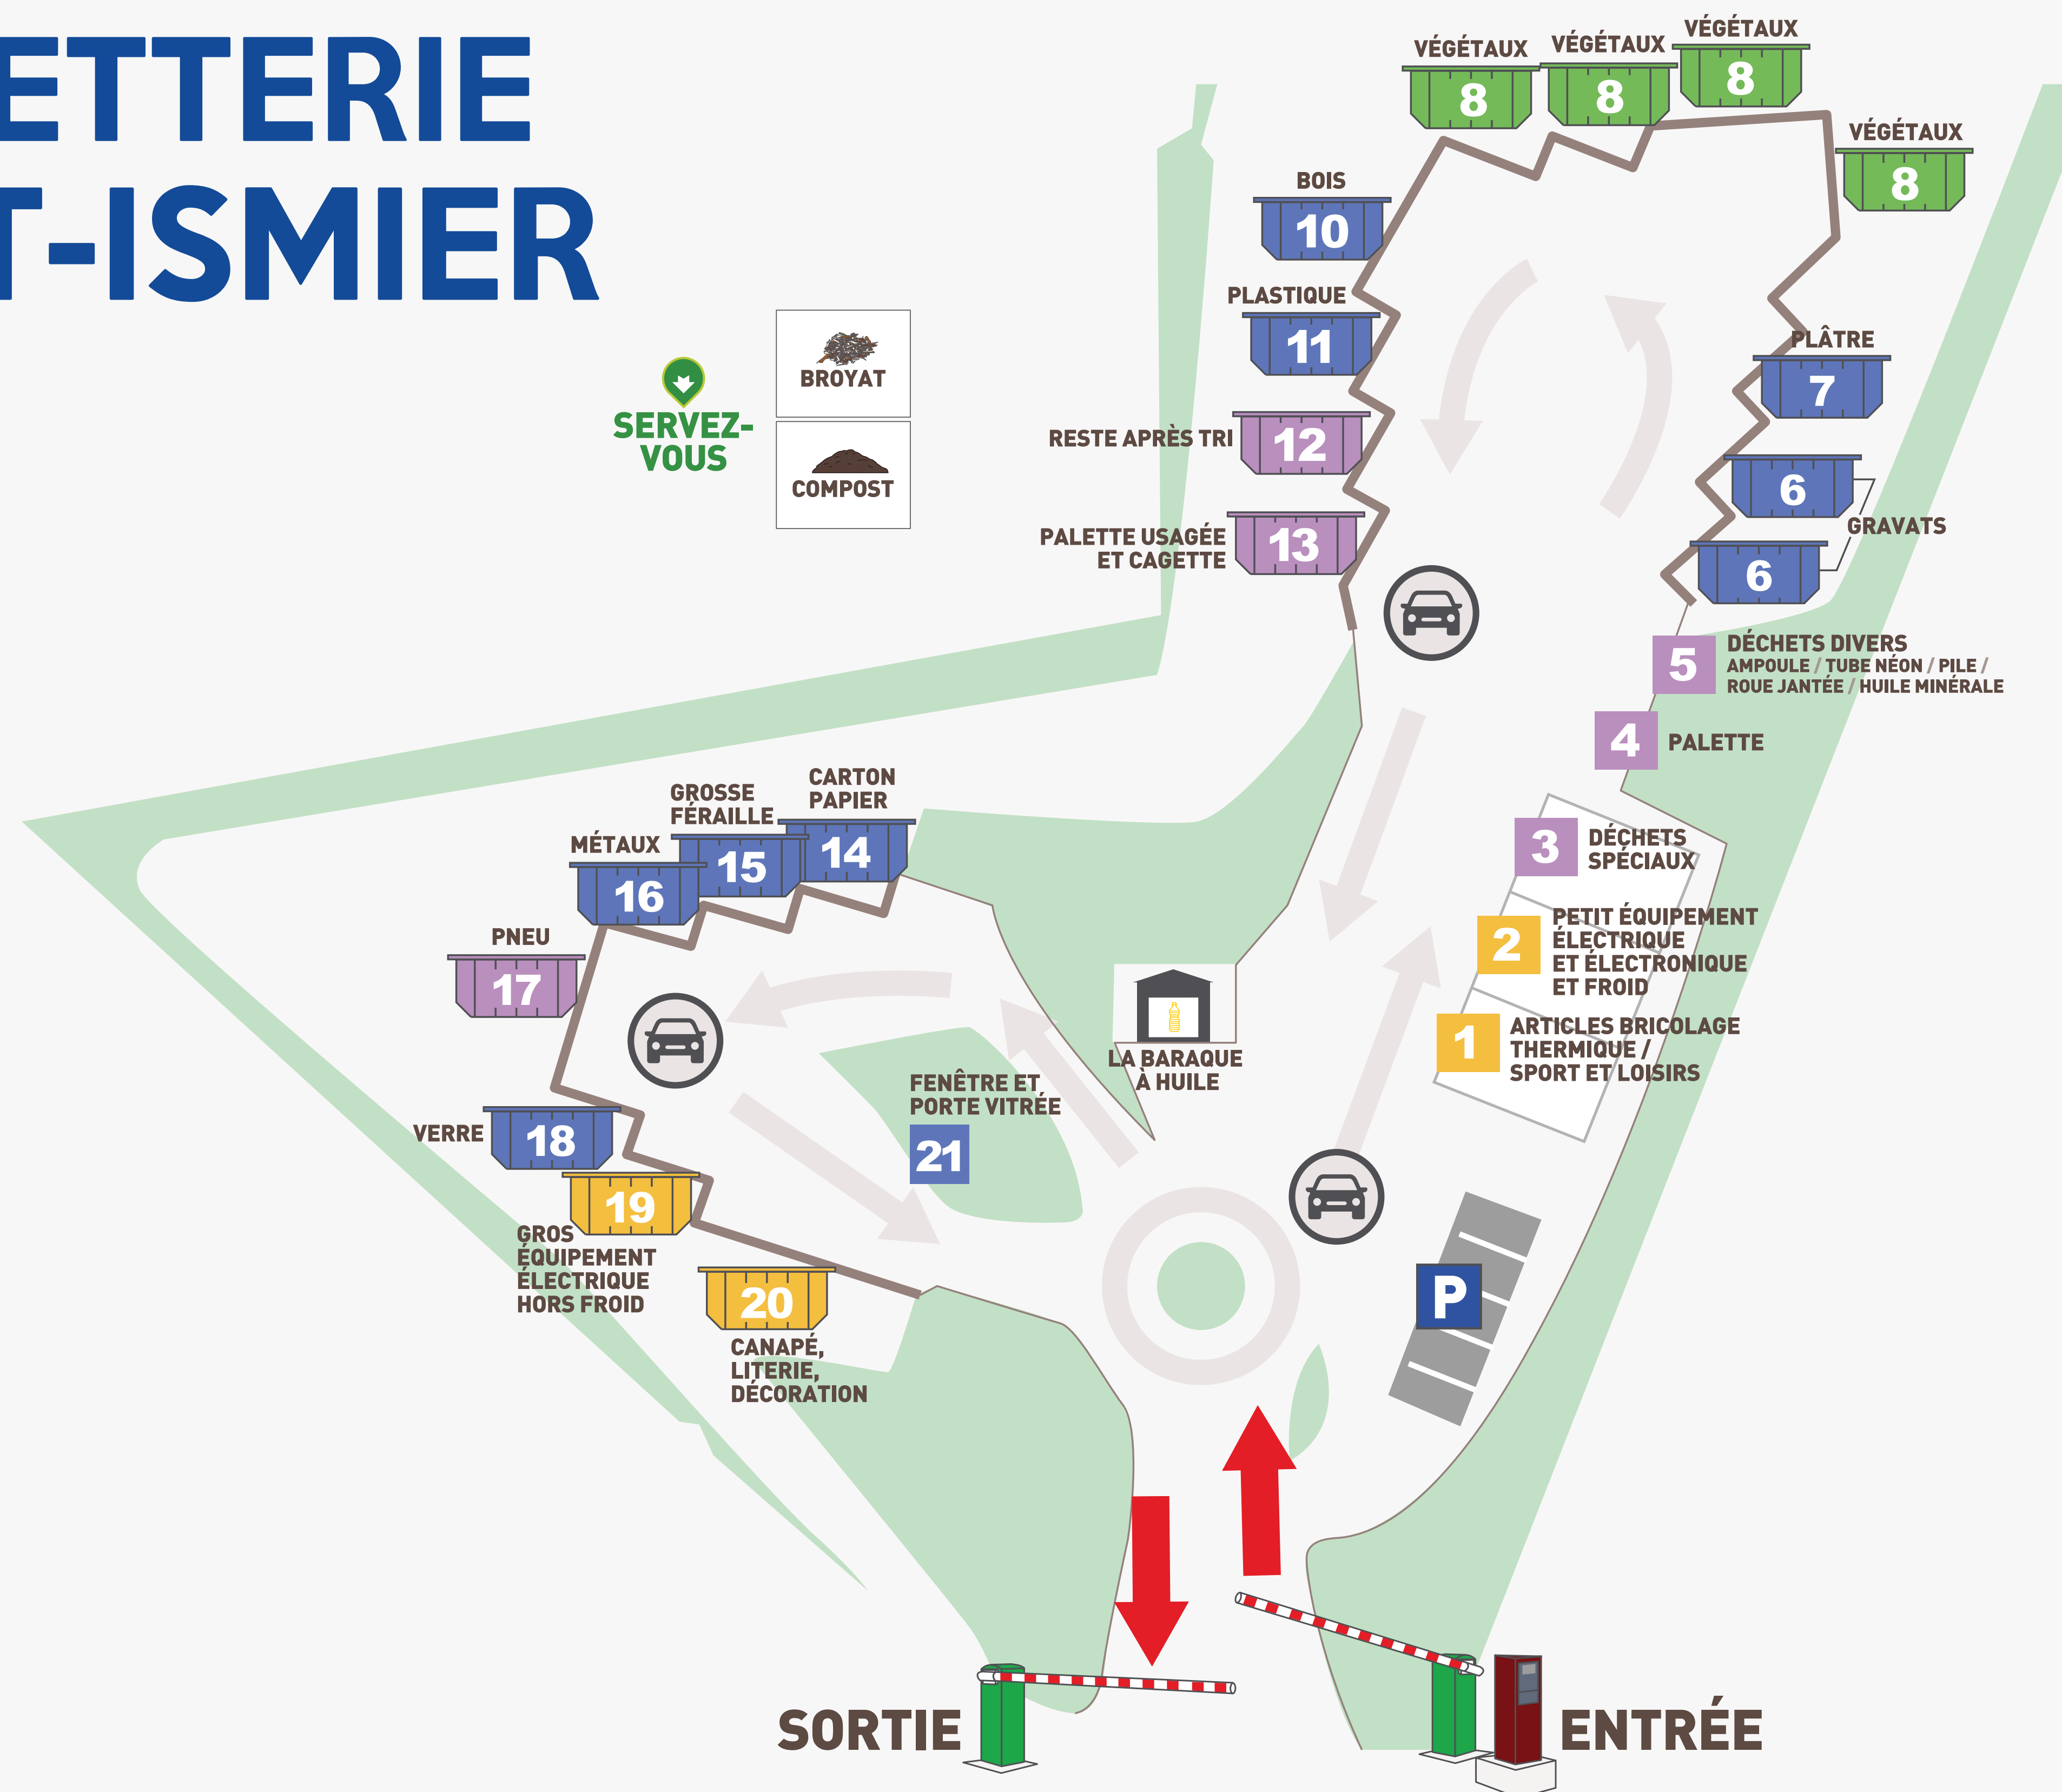 ETTERIE
T-ISMIER
VÉGÉTAUX
8
VÉGÉTAUX
8
VÉGÉTAUX
8
VÉGÉTAUX
8
BOIS
10
PLASTIQUE
11
RESTE APRÈS TRI
12
PALETTE USAGÉE
ET CAGETTE
13
PLÂTRE
7
6
GRAVATS
6
SERVEZ-
VOUS
BROYAT
COMPOST
5
DÉCHETS DIVERS
AMPOULE / TUBE NÉON / PILE /
ROUE JANTÉE / HUILE MINÉRALE
4
PALETTE
3
DÉCHETS
SPÉCIAUX
2
PETIT ÉQUIPEMENT
ÉLECTRIQUE
ET ÉLECTRONIQUE
ET FROID
1
ARTICLES BRICOLAGE
THERMIQUE /
SPORT ET LOISIRS
CARTON
PAPIER
14
GROSSE
FÉRAILLE
15
MÉTAUX
16
PNEU
17
LA BARAQUE
À HUILE
FENÊTRE ET
PORTE VITRÉE
21
VERRE
18
19
GROS
ÉQUIPEMENT
ÉLECTRIQUE
HORS FROID
20
CANAPÉ,
LITERIE,
DÉCORATION
P
SORTIE
ENTRÉE